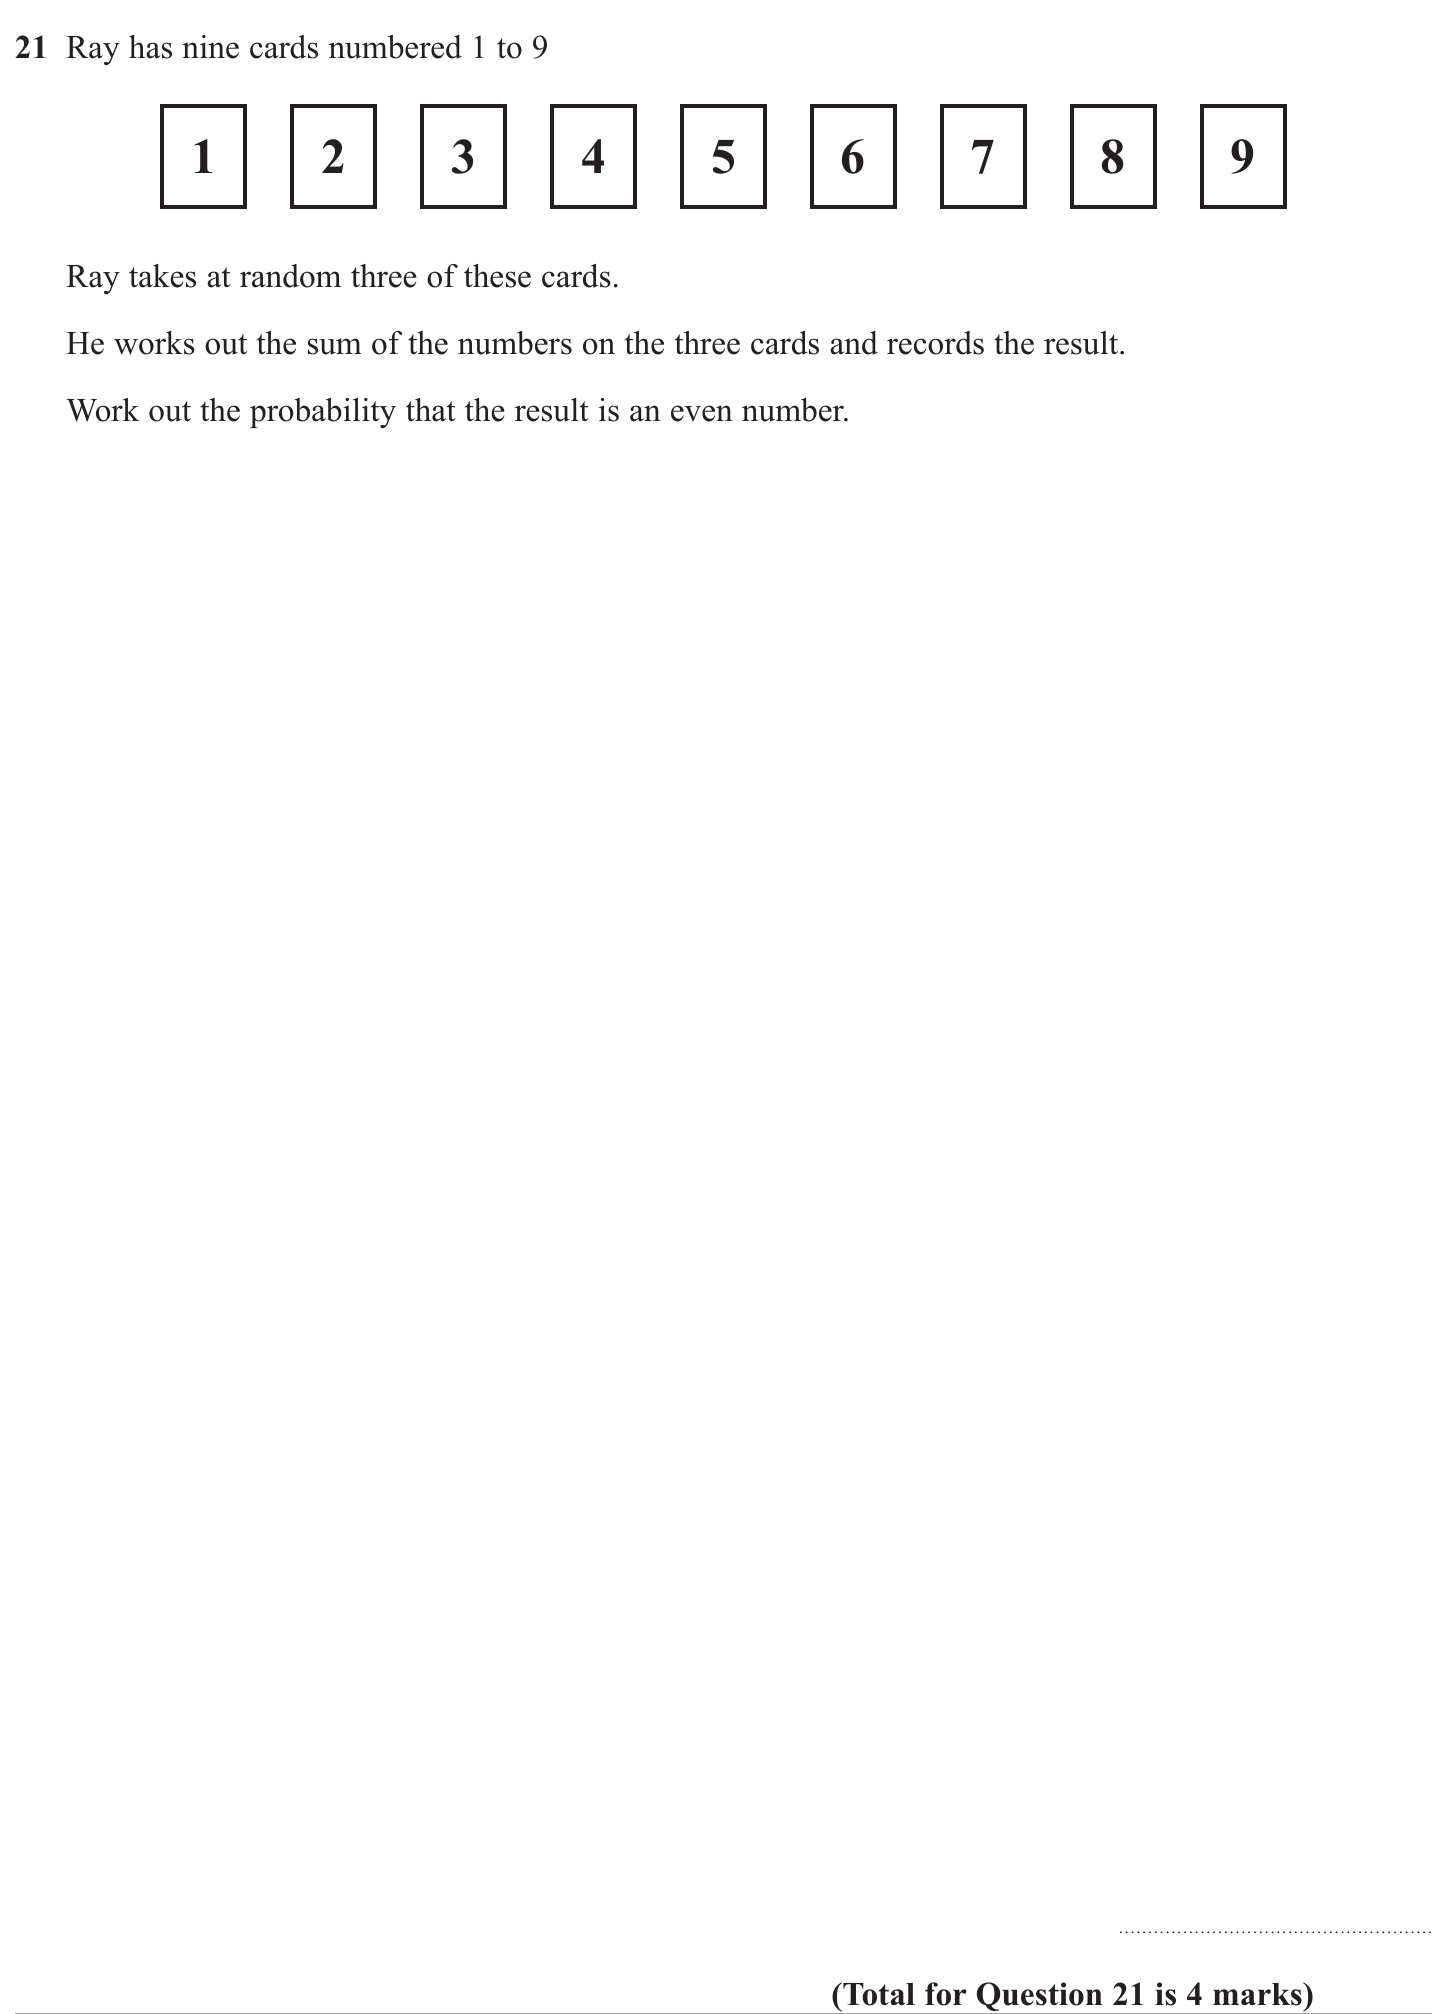 21 Ray has nine cards numbered 1 to 9
1 2 3 4 5 6 7 8 9
Ray takes at random three of these cards.
He works out the sum of the numbers on the three cards and records the result.
Work out the probability that the result is an even number.
(Total for Question 21 is 4 marks)